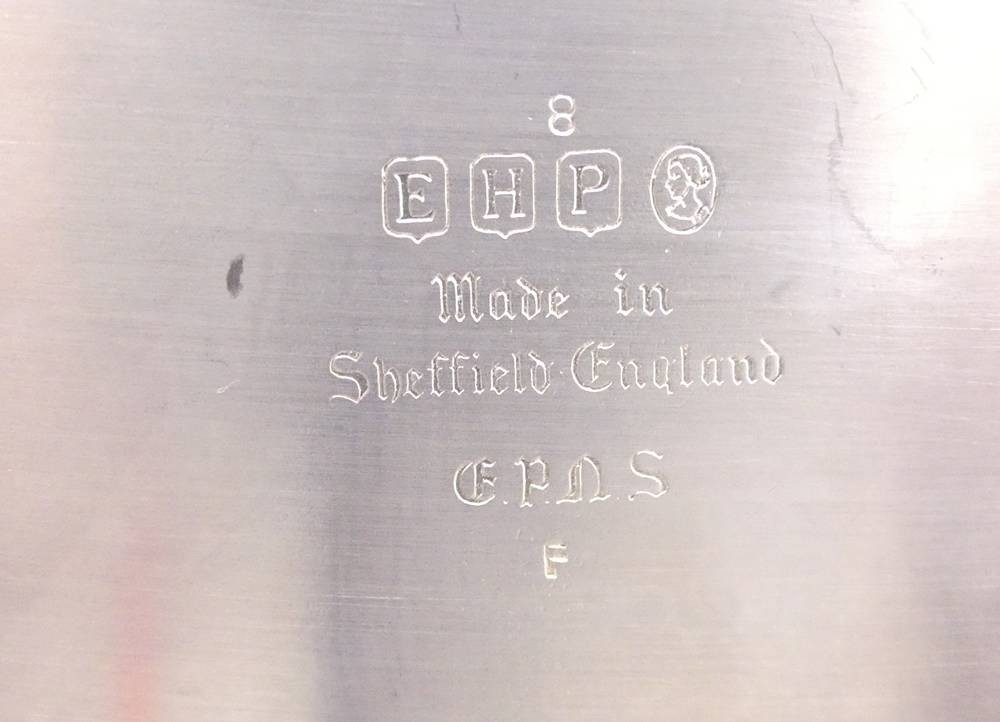 8
E H P
Made in
Sheffield England
E.P.N.S
F